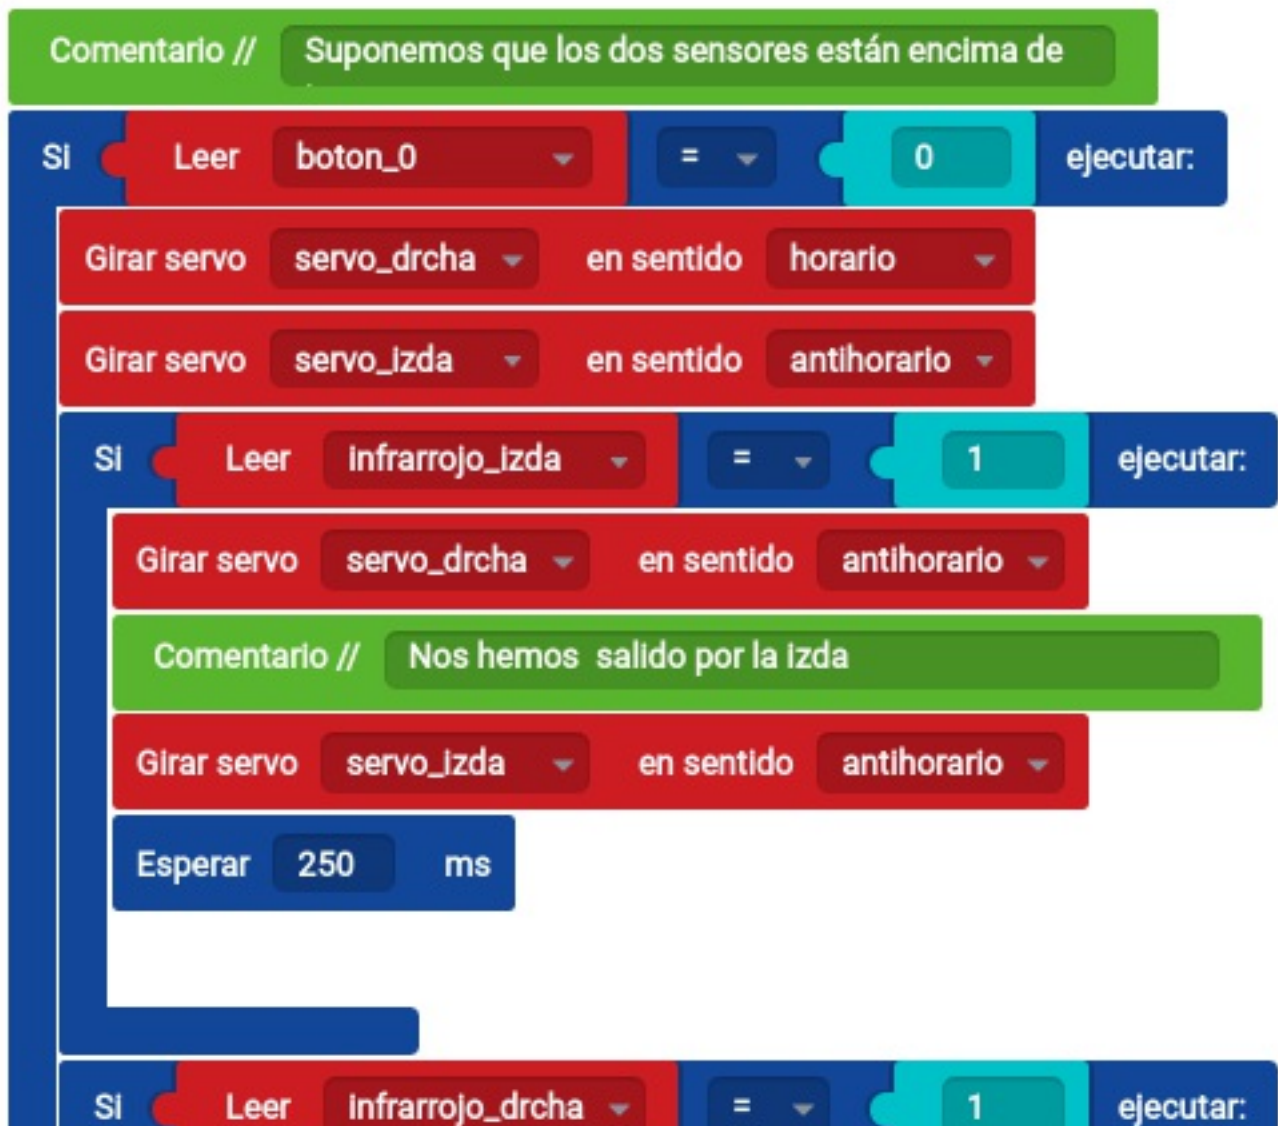 Comentario // Suponemos que los dos sensores están encima de
Si Leer boton_0 = 0 ejecutar:
Girar servo servo_drcha en sentido horario
Girar servo servo_izda en sentido antihorario
Si Leer infrarrojo_izda = 1 ejecutar:
Girar servo servo_drcha en sentido antihorario
Comentario // Nos hemos salido por la izda
Girar servo servo_izda en sentido antihorario
Esperar 250 ms
Si Leer infrarrojo_drcha = 1 ejecutar: